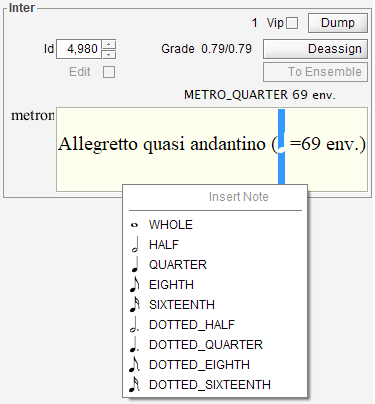 Inter
1 Vip Dump
Id 4,980 Grade 0.79/0.79 Deassign
Edit To Ensemble
METRO_QUARTER 69 env.
metron
Allegretto quasi andantino (♩=69 env.)
Insert Note
WHOLE
HALF
QUARTER
EIGHTH
SIXTEENTH
DOTTED_HALF
DOTTED_QUARTER
DOTTED_EIGHTH
DOTTED_SIXTEENTH